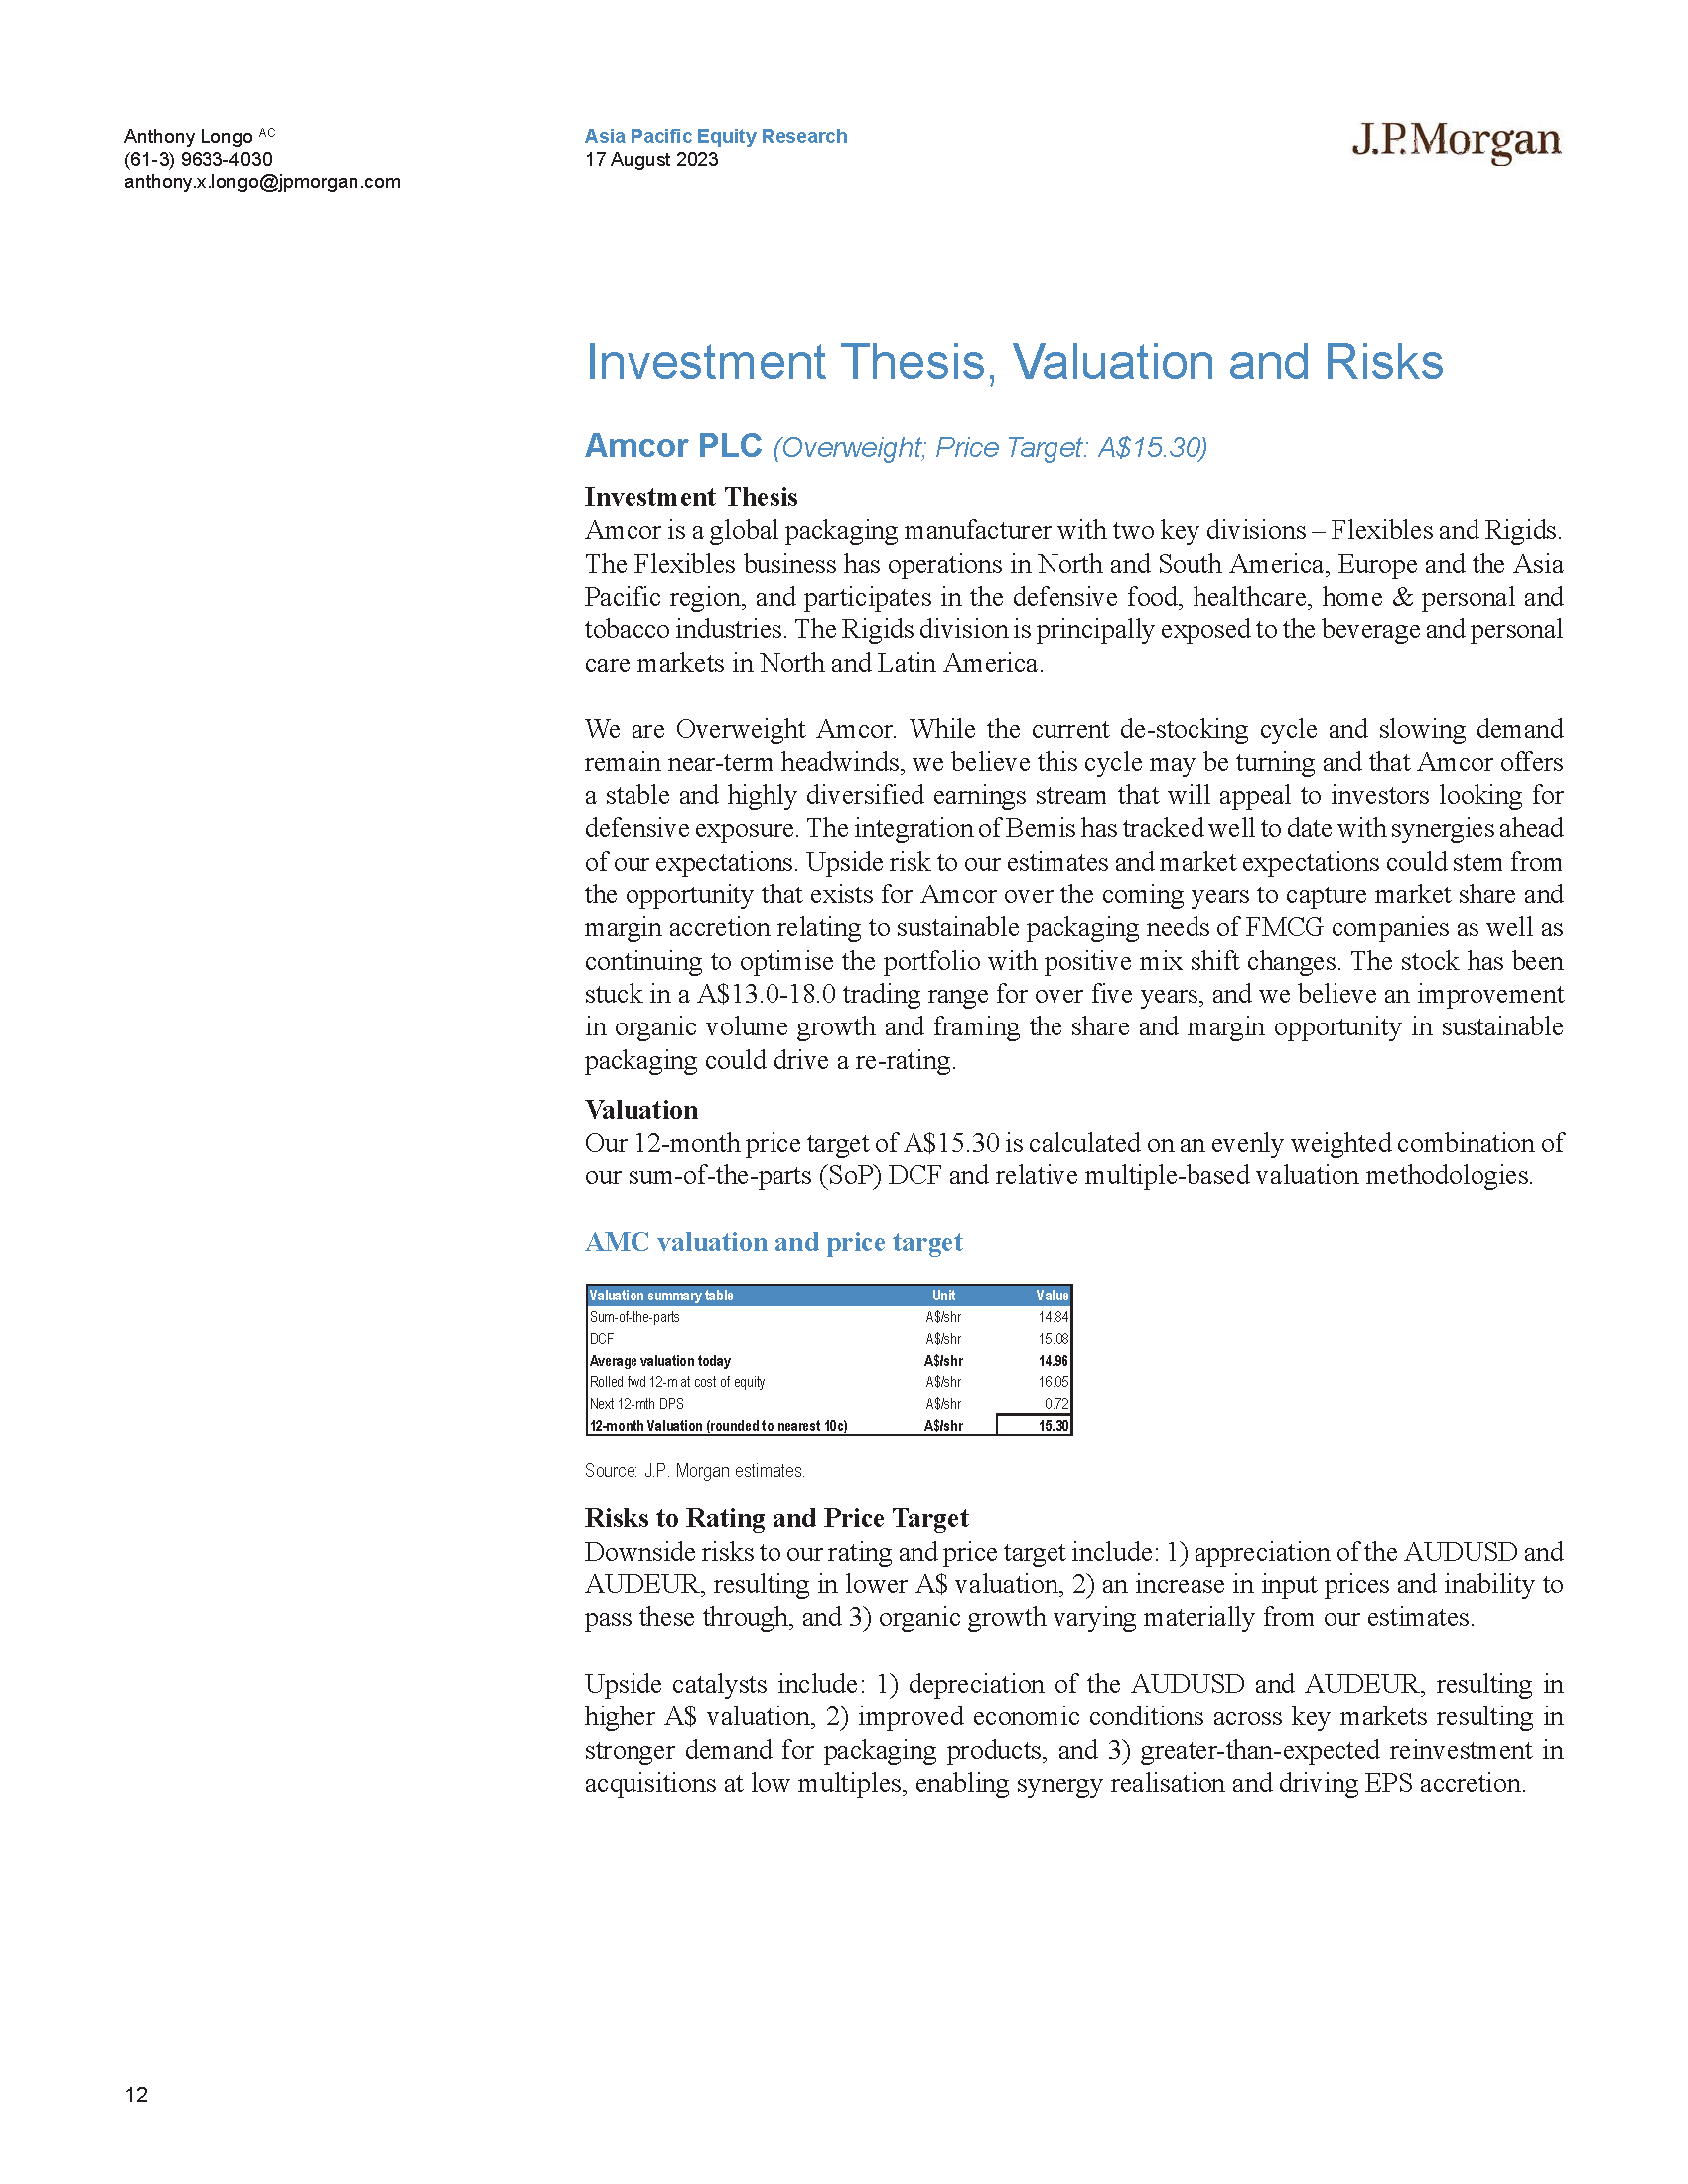 Anthony Longo AC
(61-3) 9633-4030
anthony.x.longo@jpmorgan.com
Asia Pacific Equity Research
17 August 2023
J.P.Morgan
Investment Thesis, Valuation and Risks
Amcor PLC (Overweight; Price Target: A$15.30)
Investment Thesis
Amcor is a global packaging manufacturer with two key divisions – Flexibles and Rigids.
The Flexibles business has operations in North and South America, Europe and the Asia
Pacific region, and participates in the defensive food, healthcare, home & personal and
tobacco industries. The Rigids division is principally exposed to the beverage and personal
care markets in North and Latin America.
We are Overweight Amcor. While the current de-stocking cycle and slowing demand
remain near-term headwinds, we believe this cycle may be turning and that Amcor offers
a stable and highly diversified earnings stream that will appeal to investors looking for
defensive exposure. The integration of Bemis has tracked well to date with synergies ahead
of our expectations. Upside risk to our estimates and market expectations could stem from
the opportunity that exists for Amcor over the coming years to capture market share and
margin accretion relating to sustainable packaging needs of FMCG companies as well as
continuing to optimise the portfolio with positive mix shift changes. The stock has been
stuck in a A$13.0-18.0 trading range for over five years, and we believe an improvement
in organic volume growth and framing the share and margin opportunity in sustainable
packaging could drive a re-rating.
Valuation
Our 12-month price target of A$15.30 is calculated on an evenly weighted combination of
our sum-of-the-parts (SoP) DCF and relative multiple-based valuation methodologies.
AMC valuation and price target
Valuation summary table Unit Value
Sum-of-the-parts A$/shr 14.84
DCF A$/shr 15.08
Average valuation today A$/shr 14.96
Rolled fwd 12-m at cost of equity A$/shr 16.05
Next 12-mth DPS A$/shr 0.72
12-month Valuation (rounded to nearest 10c) A$/shr 15.30
Source: J.P. Morgan estimates.
Risks to Rating and Price Target
Downside risks to our rating and price target include: 1) appreciation of the AUDUSD and
AUDEUR, resulting in lower A$ valuation, 2) an increase in input prices and inability to
pass these through, and 3) organic growth varying materially from our estimates.
Upside catalysts include: 1) depreciation of the AUDUSD and AUDEUR, resulting in
higher A$ valuation, 2) improved economic conditions across key markets resulting in
stronger demand for packaging products, and 3) greater-than-expected reinvestment in
acquisitions at low multiples, enabling synergy realisation and driving EPS accretion.
12